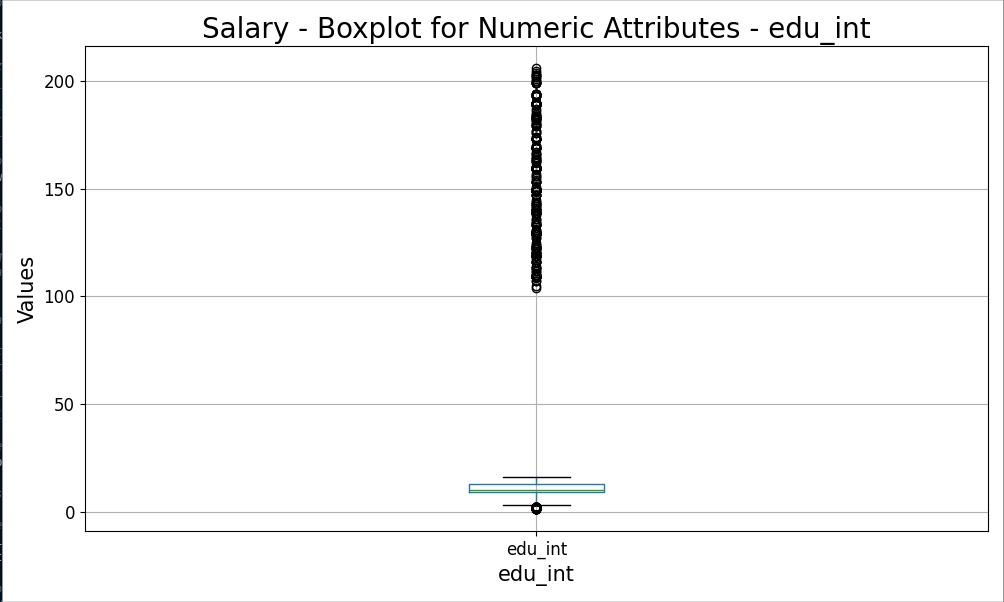 Salary - Boxplot for Numeric Attributes - edu_int
200
150
100
50
0
Values
edu_int
edu_int